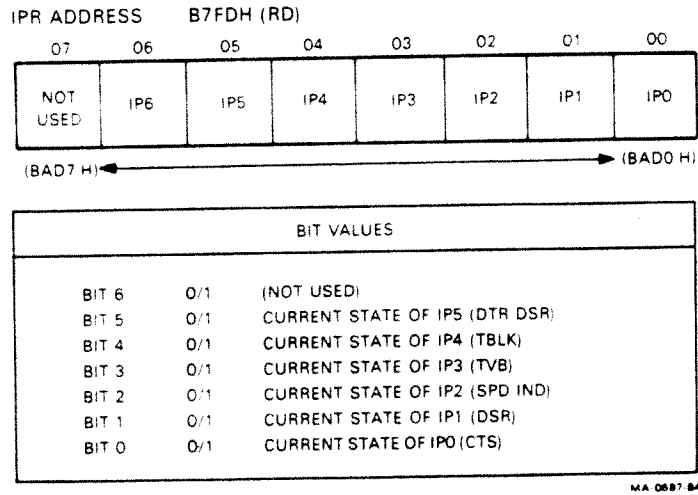 IPR ADDRESS B7FDH (RD)
07 06 05 04 03 02 01 00
NOT USED IP6 IP5 IP4 IP3 IP2 IP1 IP0
(BAD7 H) (BAD0 H)
BIT VALUES
BIT 6 0/1 (NOT USED)
BIT 5 0/1 CURRENT STATE OF IP5 (DTR DSR)
BIT 4 0/1 CURRENT STATE OF IP4 (TBLK)
BIT 3 0/1 CURRENT STATE OF IP3 (TVB)
BIT 2 0/1 CURRENT STATE OF IP2 (SPD IND)
BIT 1 0/1 CURRENT STATE OF IP1 (DSR)
BIT 0 0/1 CURRENT STATE OF IP0 (CTS)
MA-0687-84